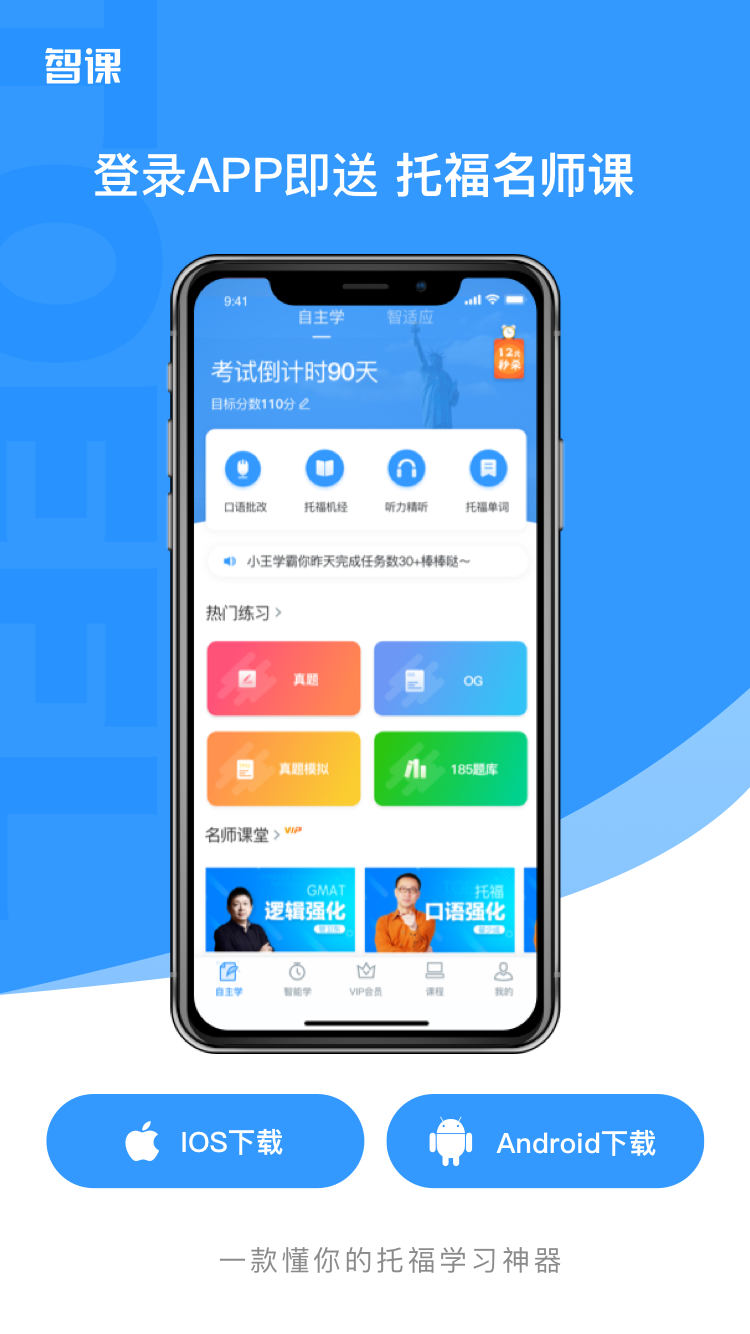 智课
登录APP即送 托福名师课
9:41
自主学 智适应
12元
秒杀
考试倒计时90天
目标分数110分
口语批改 托福机经 听力精听 托福单词
小王学霸你昨天完成任务数30+棒棒哒～
热门练习
真题 OG
真题模拟 185题库
名师课堂 VIP
GMAT
逻辑强化
托福
口语强化
自主学 智能学 VIP会员 课程 我的
IOS下载 Android下载
一款懂你的托福学习神器
TOEFL